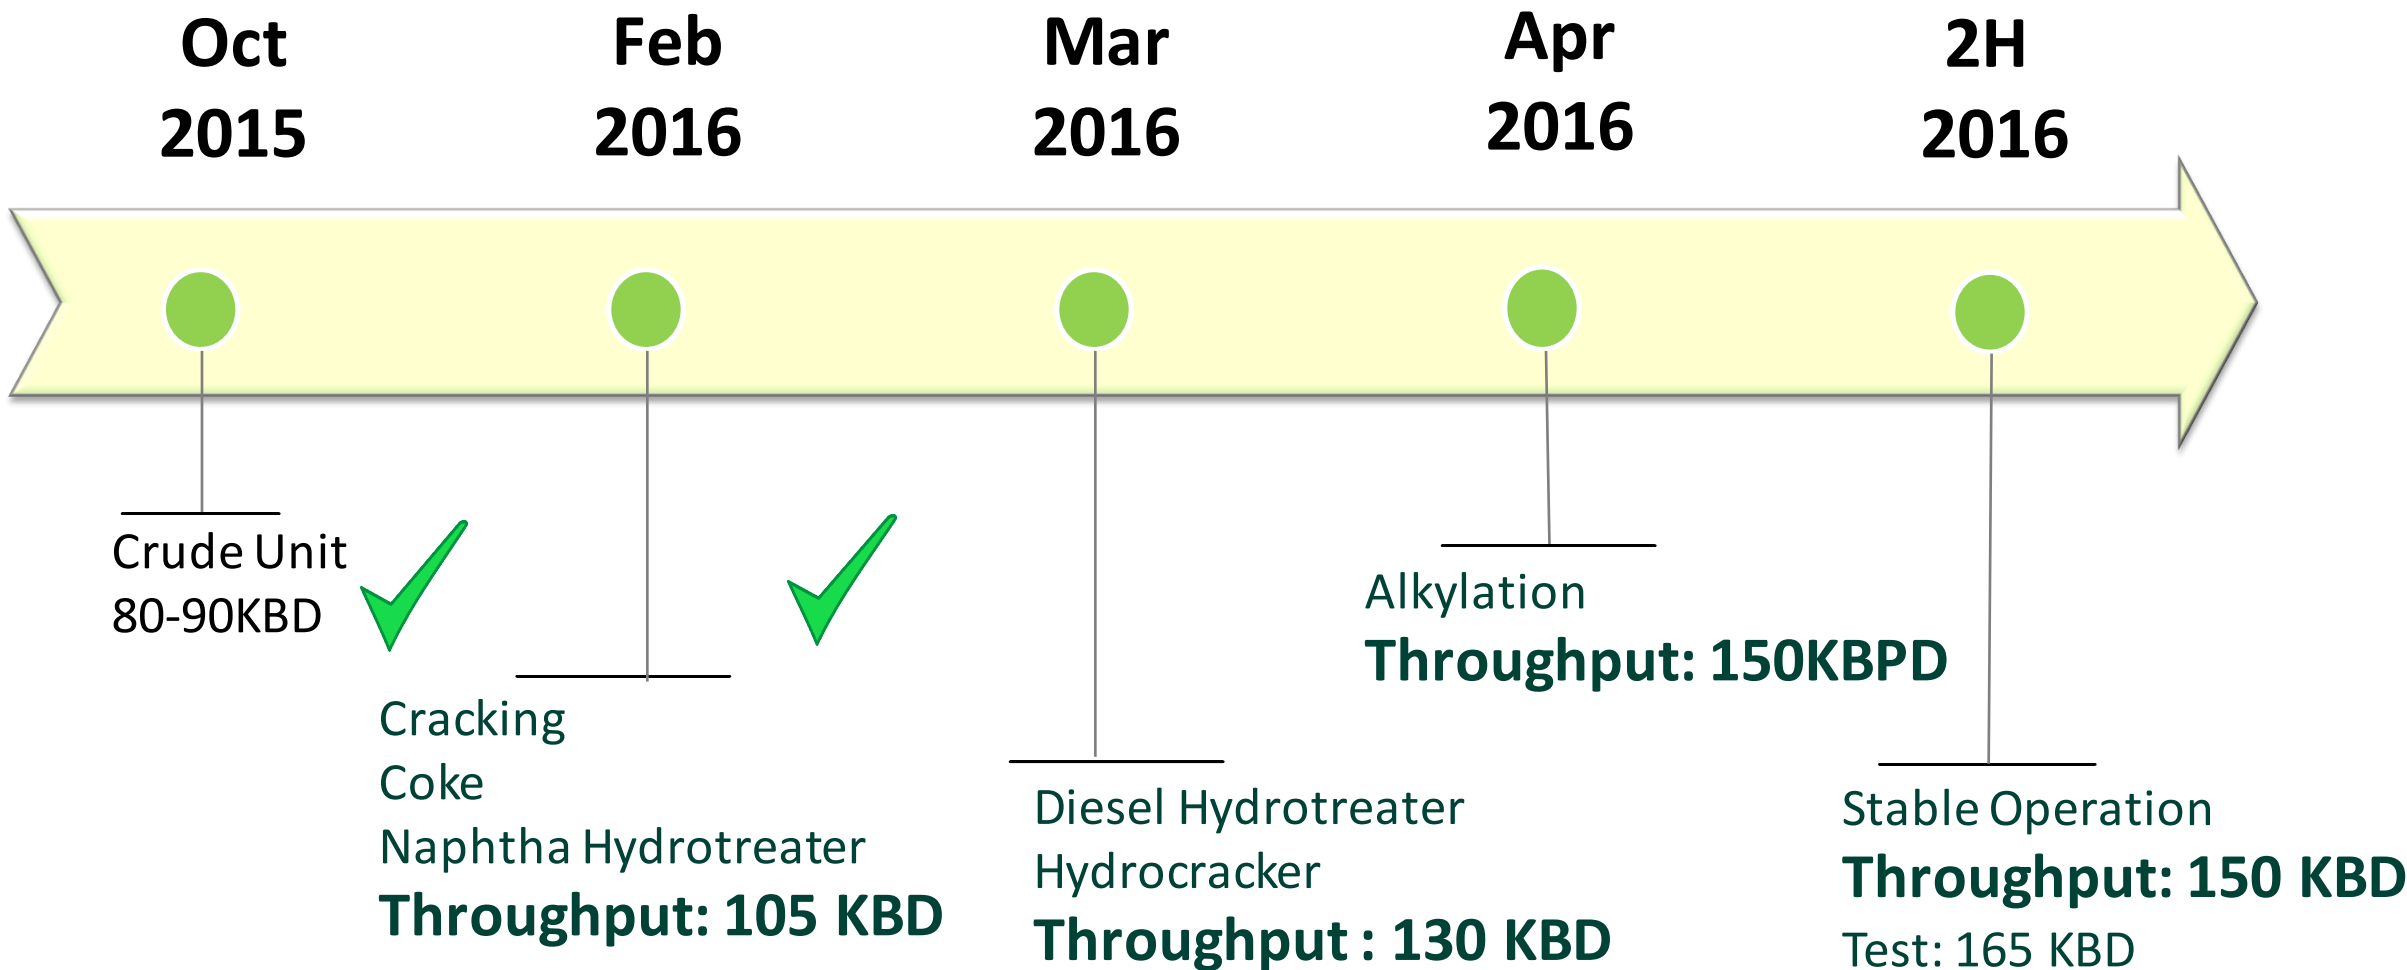 Oct
2015
Feb
2016
Mar
2016
Apr
2016
2H
2016
Crude Unit
80-90KBD
Cracking
Coke
Naphtha Hydrotreater
Throughput: 105 KBD
Diesel Hydrotreater
Hydrocracker
Throughput : 130 KBD
Alkylation
Throughput: 150KBPD
Stable Operation
Throughput: 150 KBD
Test: 165 KBD